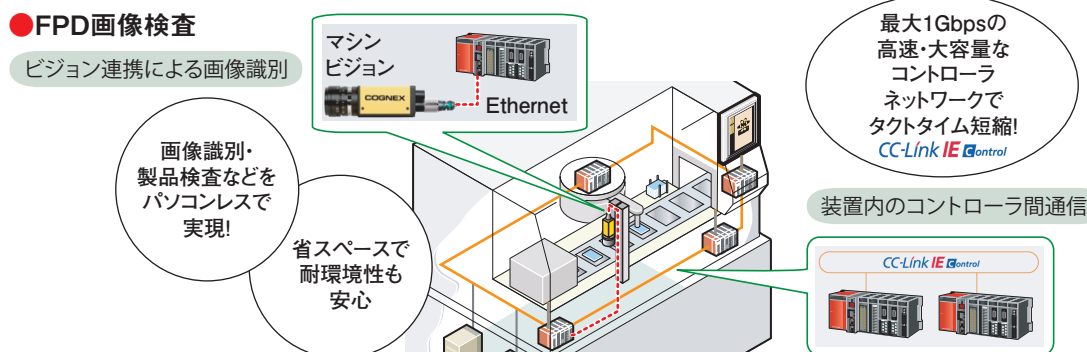 ●FPD画像検査
ビジョン連携による画像識別
マシン
ビジョン
COGNEX
Ethernet
画像識別・
製品検査などを
パソコンレスで
実現!
省スペースで
耐環境性も
安心
最大1Gbpsの
高速・大容量な
コントローラ
ネットワークで
タクトタイム短縮!
CC-Link IE Control
装置内のコントローラ間通信
CC-Link IE Control